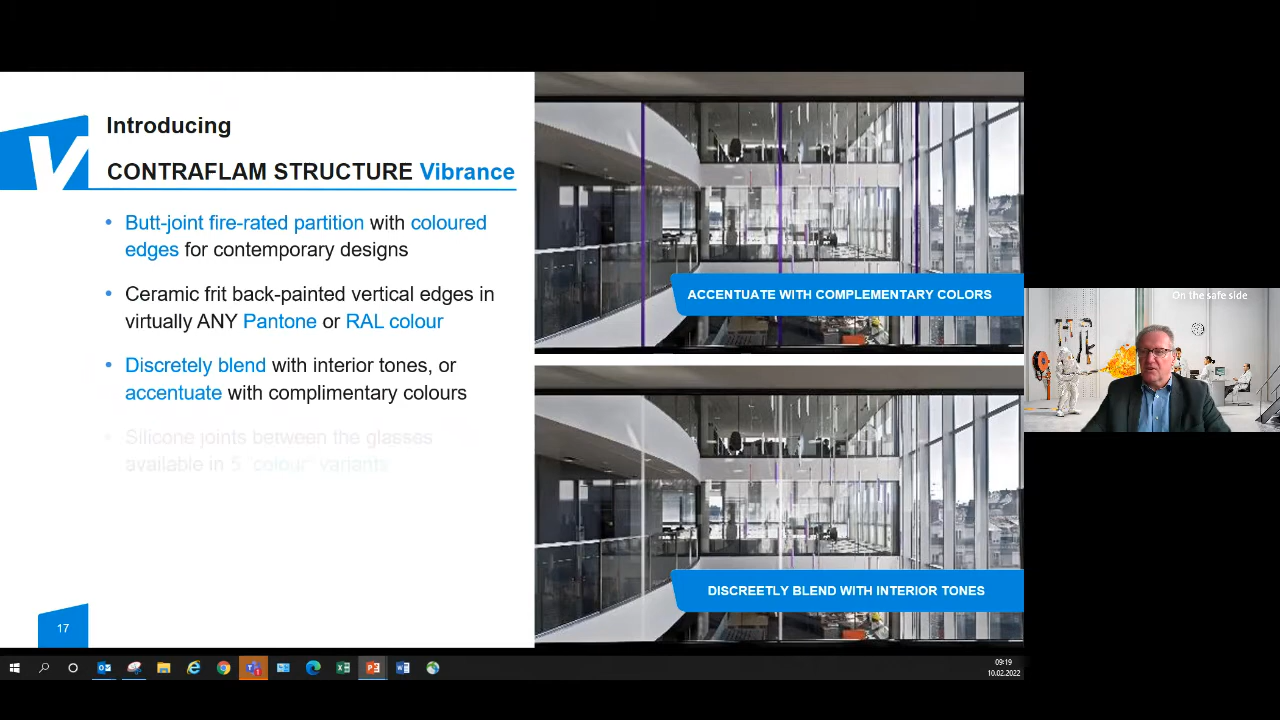 Introducing
CONTRAFLAM STRUCTURE Vibrance
• Butt-joint fire-rated partition with coloured
edges for contemporary designs
• Ceramic frit back-painted vertical edges in
virtually ANY Pantone or RAL colour
• Discretely blend with interior tones, or
accentuate with complimentary colours
• Silicone joints between the glasses
available in 5 "colour" variants
17
ACCENTUATE WITH COMPLEMENTARY COLORS
DISCREETLY BLEND WITH INTERIOR TONES
On the safe side
09:19
10.02.2022